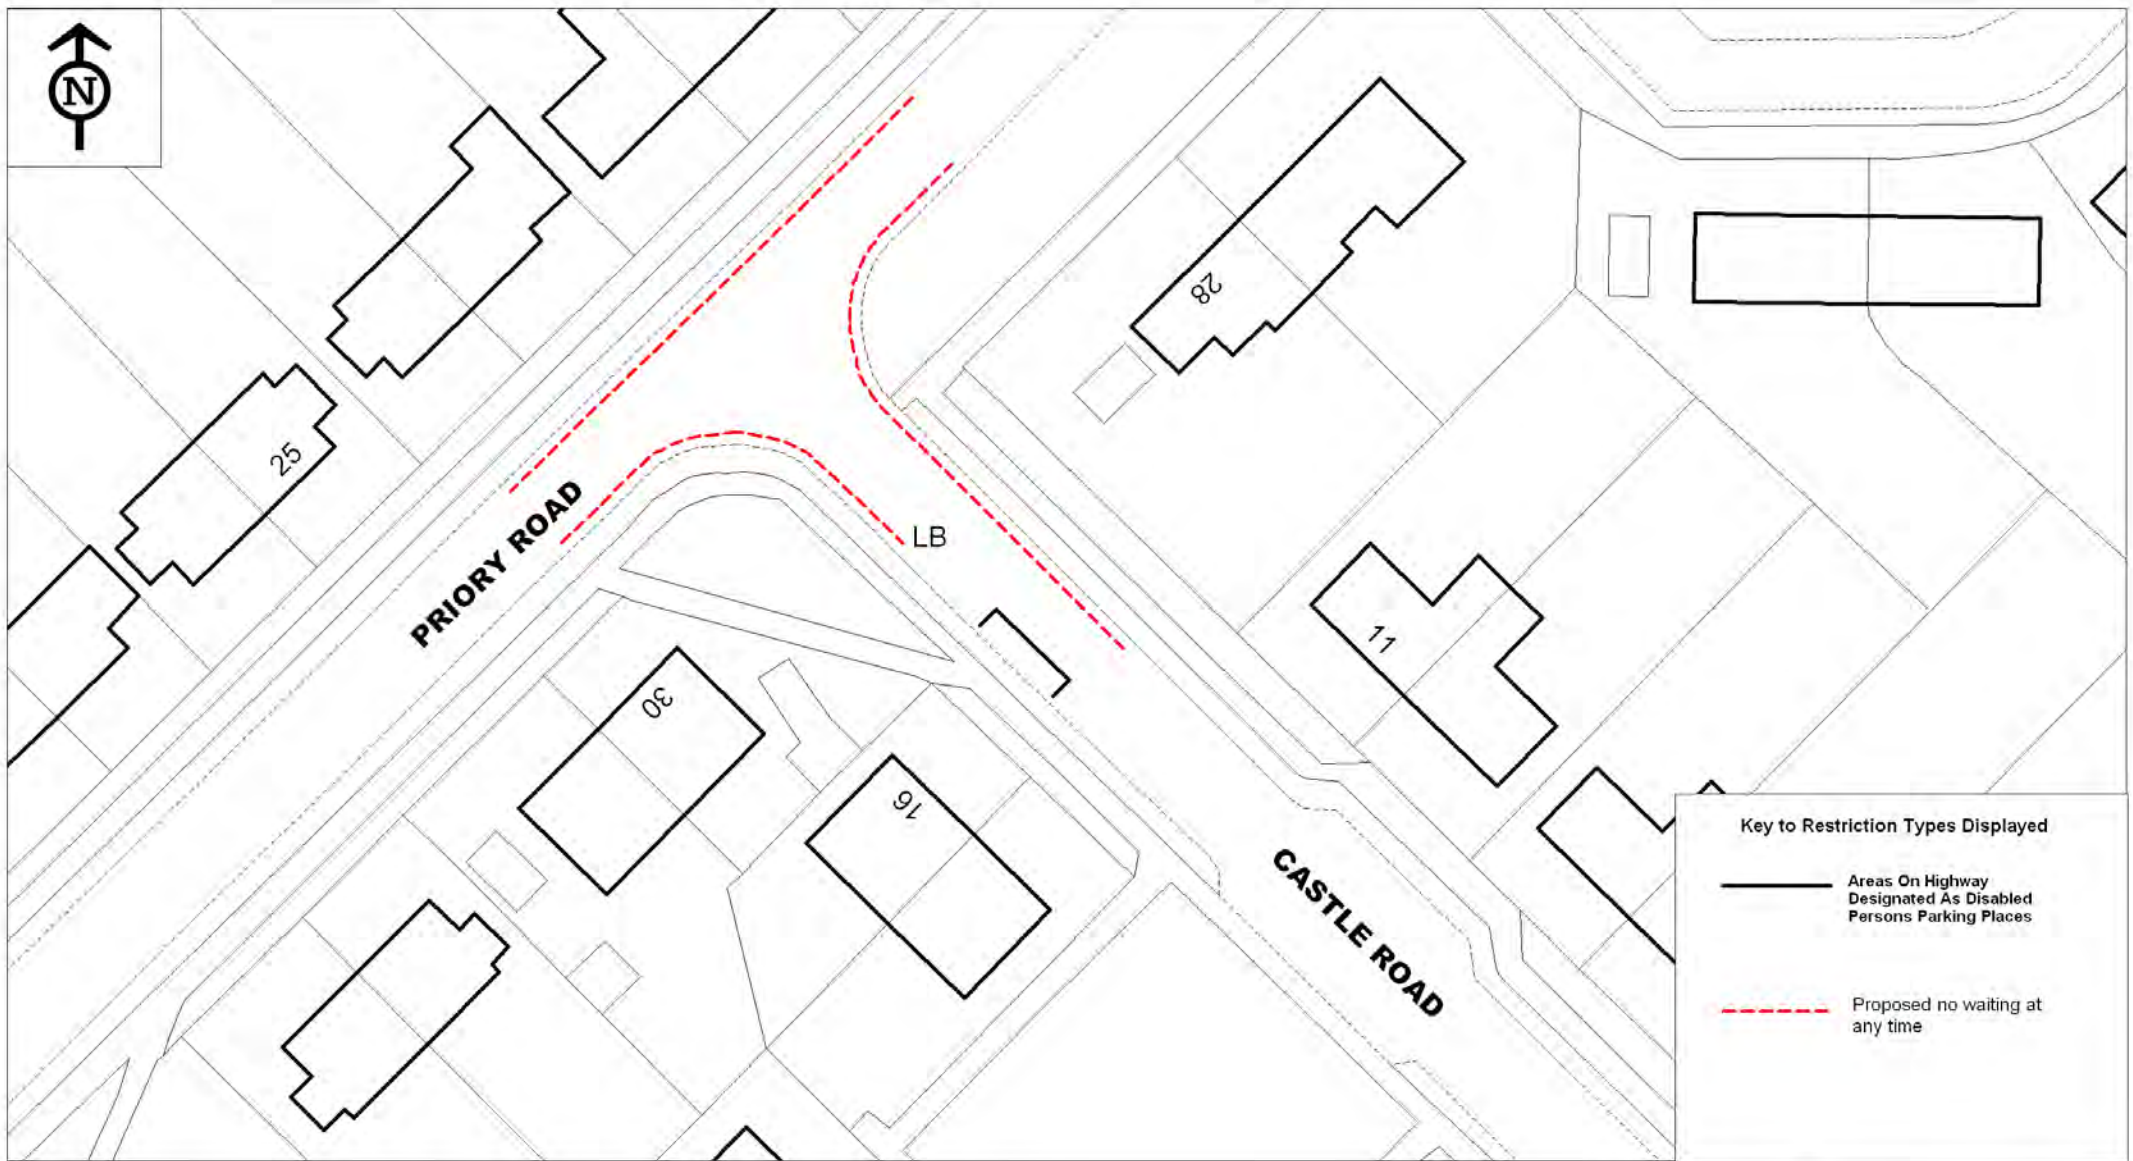 N
28
25
LB
PRIORY ROAD
11
30
16
CASTLE ROAD
Key to Restriction Types Displayed
Areas On Highway
Designated As Disabled
Persons Parking Places
Proposed no waiting at
any time